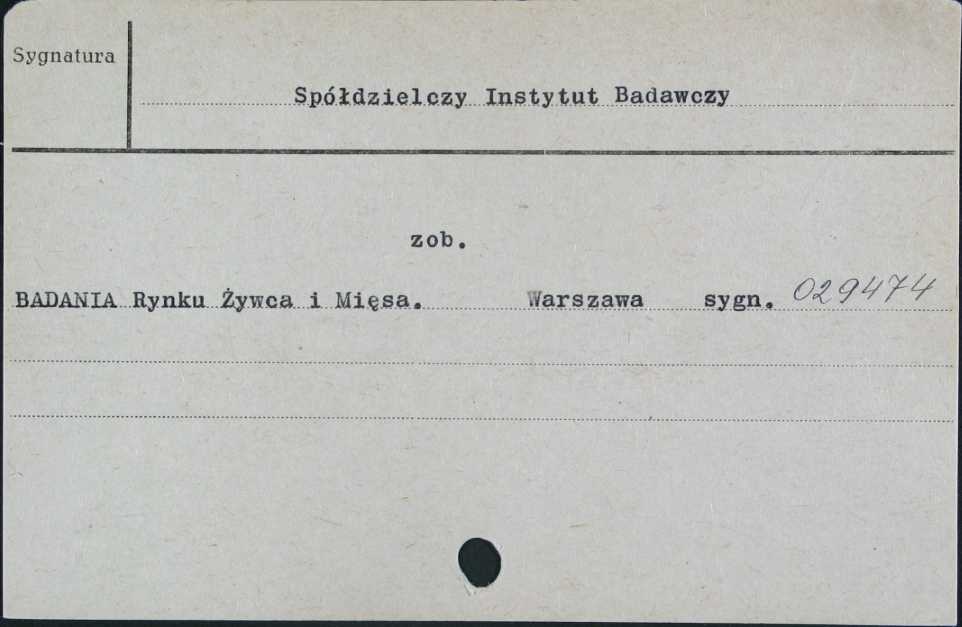 Sygnatura
Spółdzielczy Instytut Badawczy
zob.
BADANIA Rynku Żywca i Mięsa. Warszawa sygn. 029474